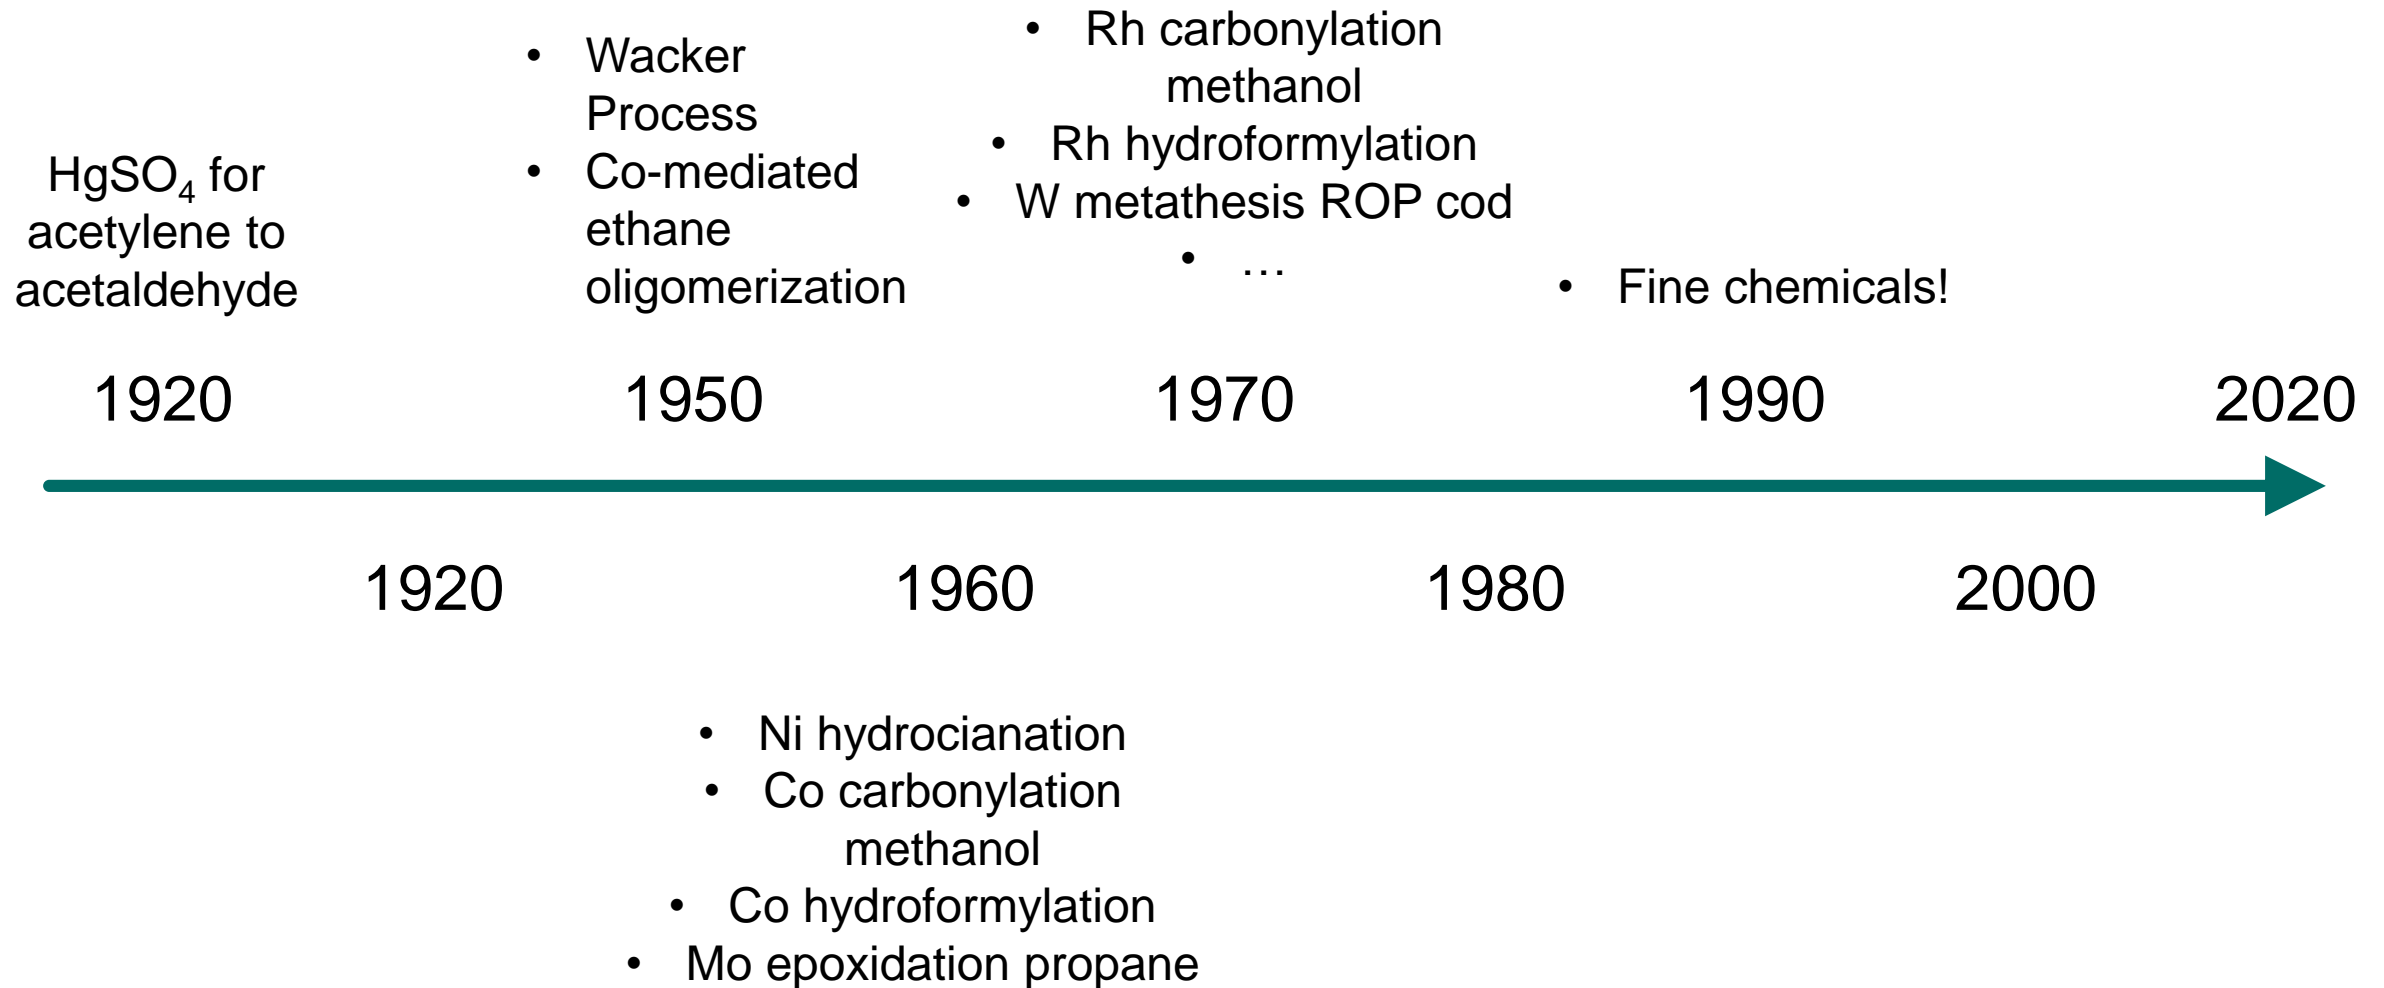 HgSO4 for
acetylene to
acetaldehyde
• Wacker
Process
• Co-mediated
ethane
oligomerization
• Rh carbonylation
methanol
• Rh hydroformylation
• W metathesis ROP cod
• …
• Fine chemicals!
1920 1950 1970 1990 2020
1920 1960 1980 2000
• Ni hydrocianation
• Co carbonylation
methanol
• Co hydroformylation
• Mo epoxidation propane